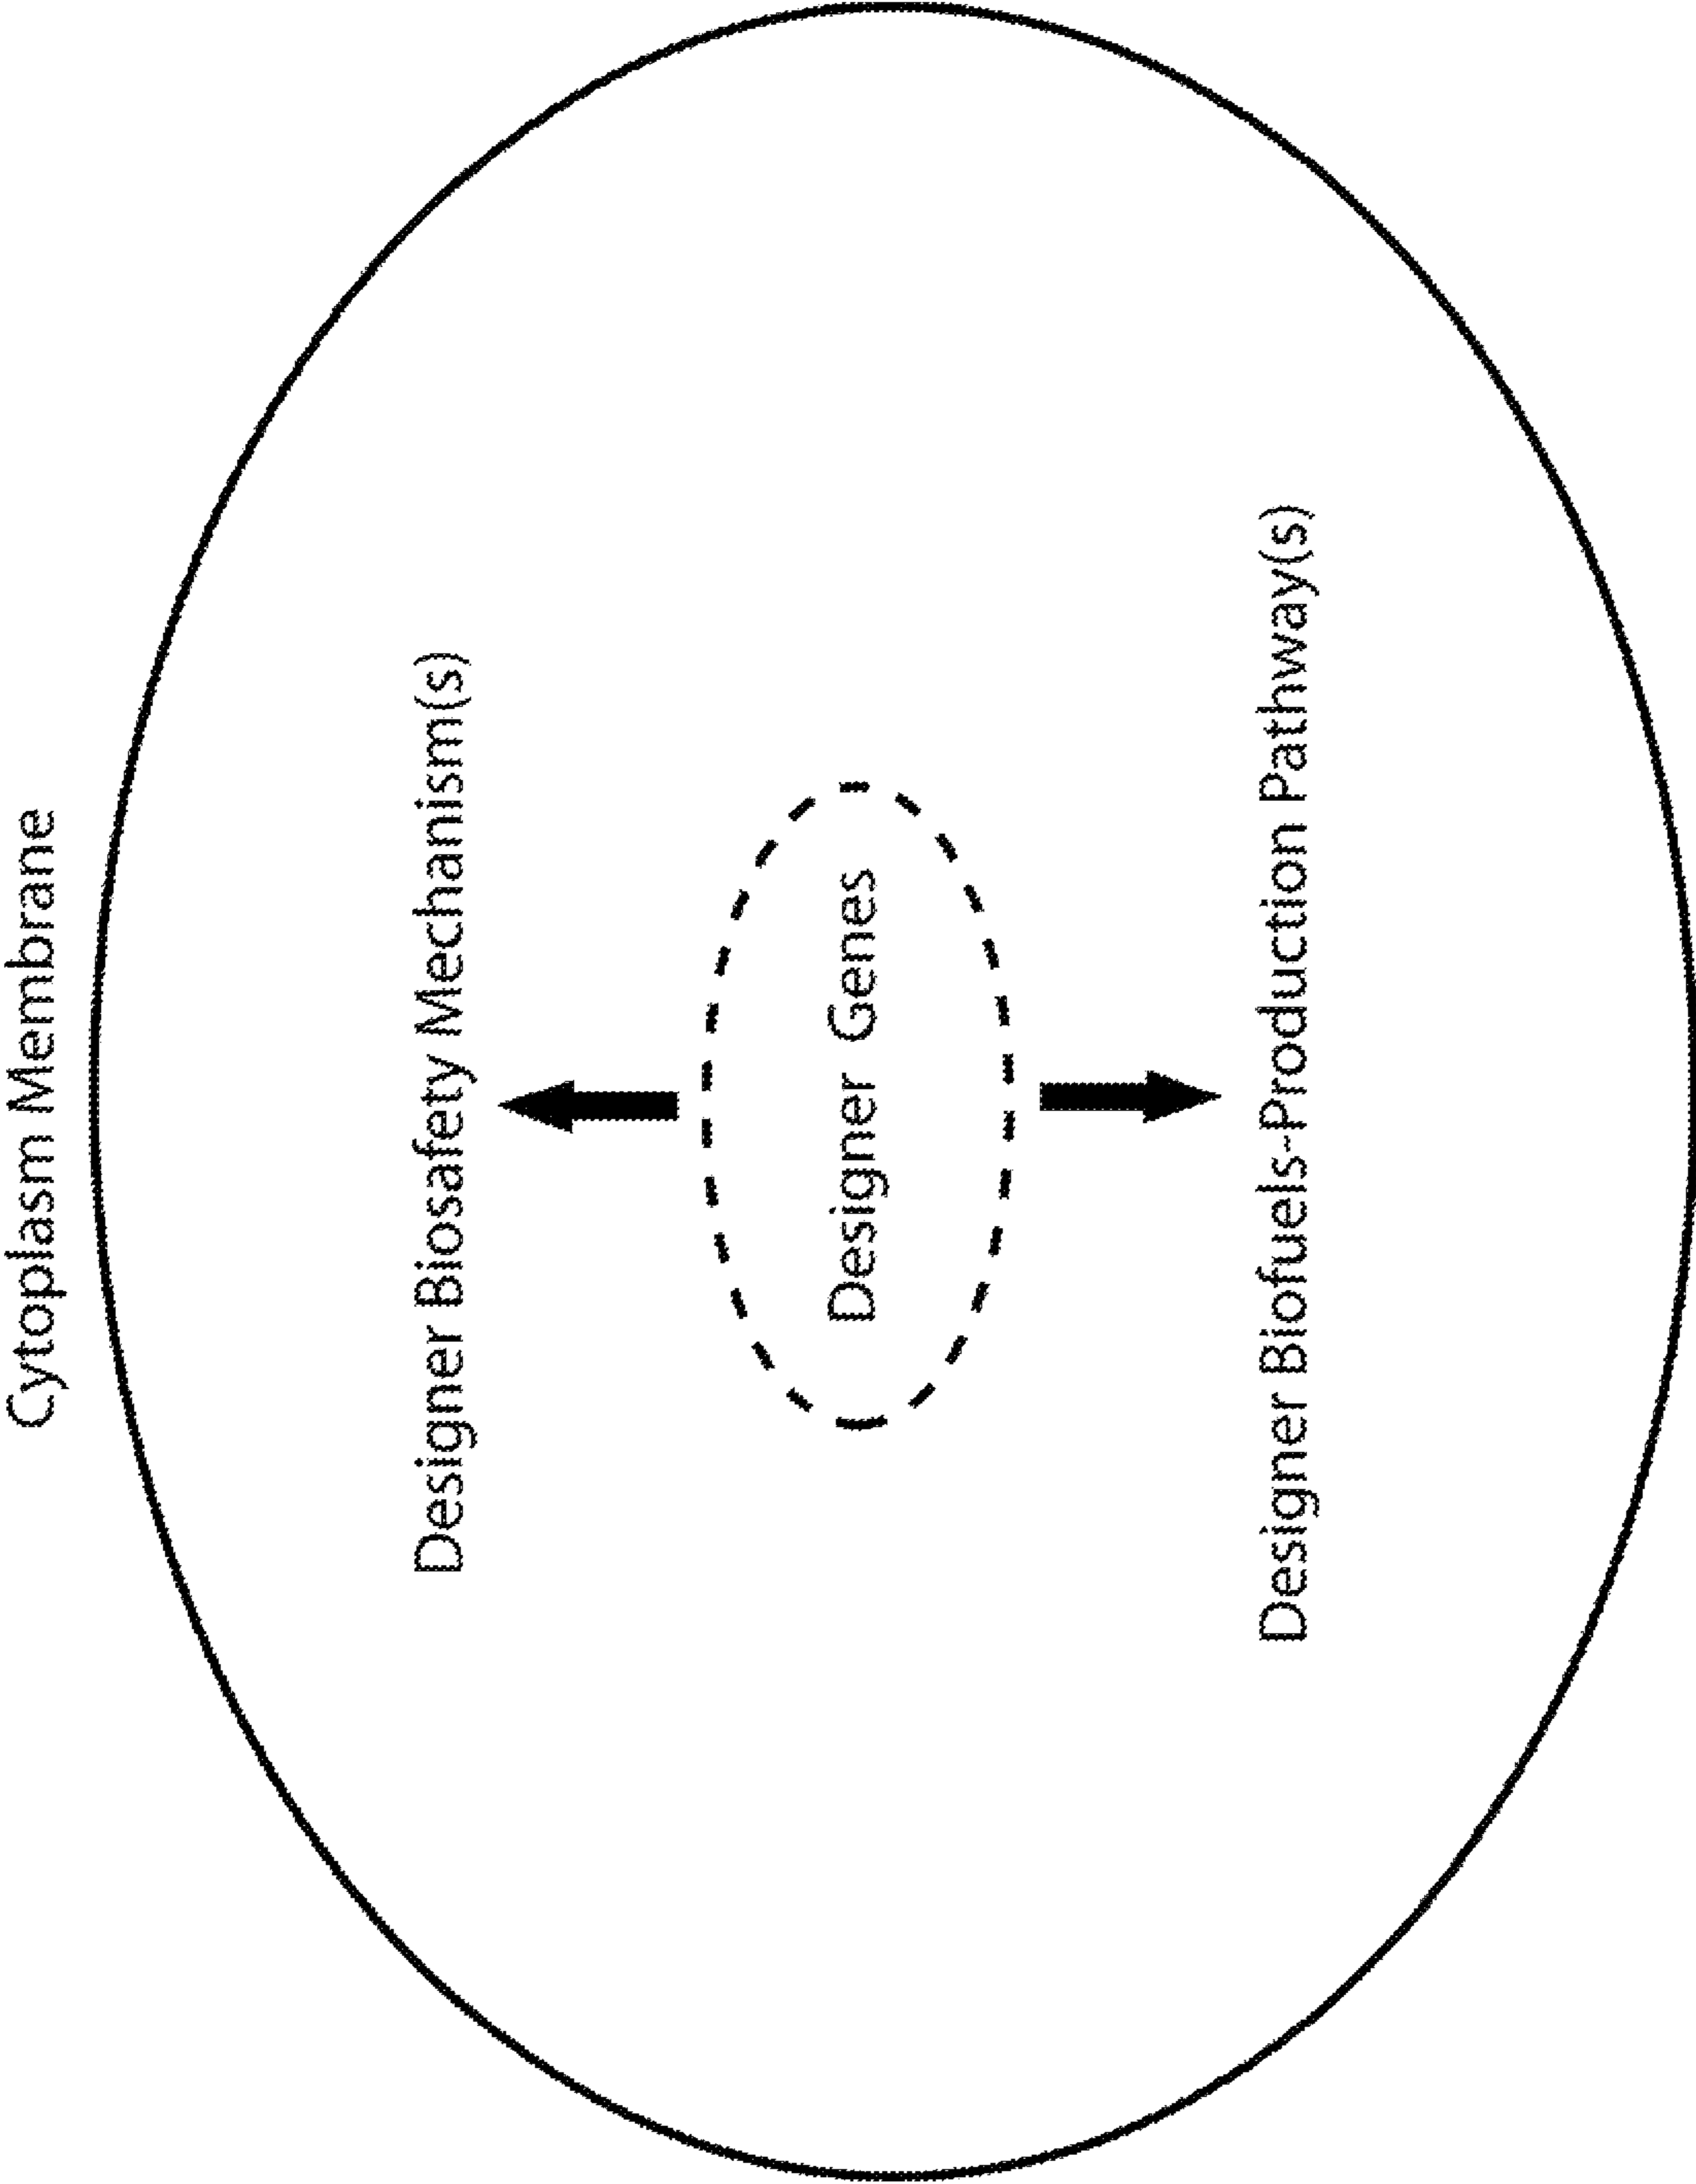 Cytoplasm Membrane
Designer Biosafety Mechanism(s)
Designer Genes
Designer Biofuels-Production Pathway(s)